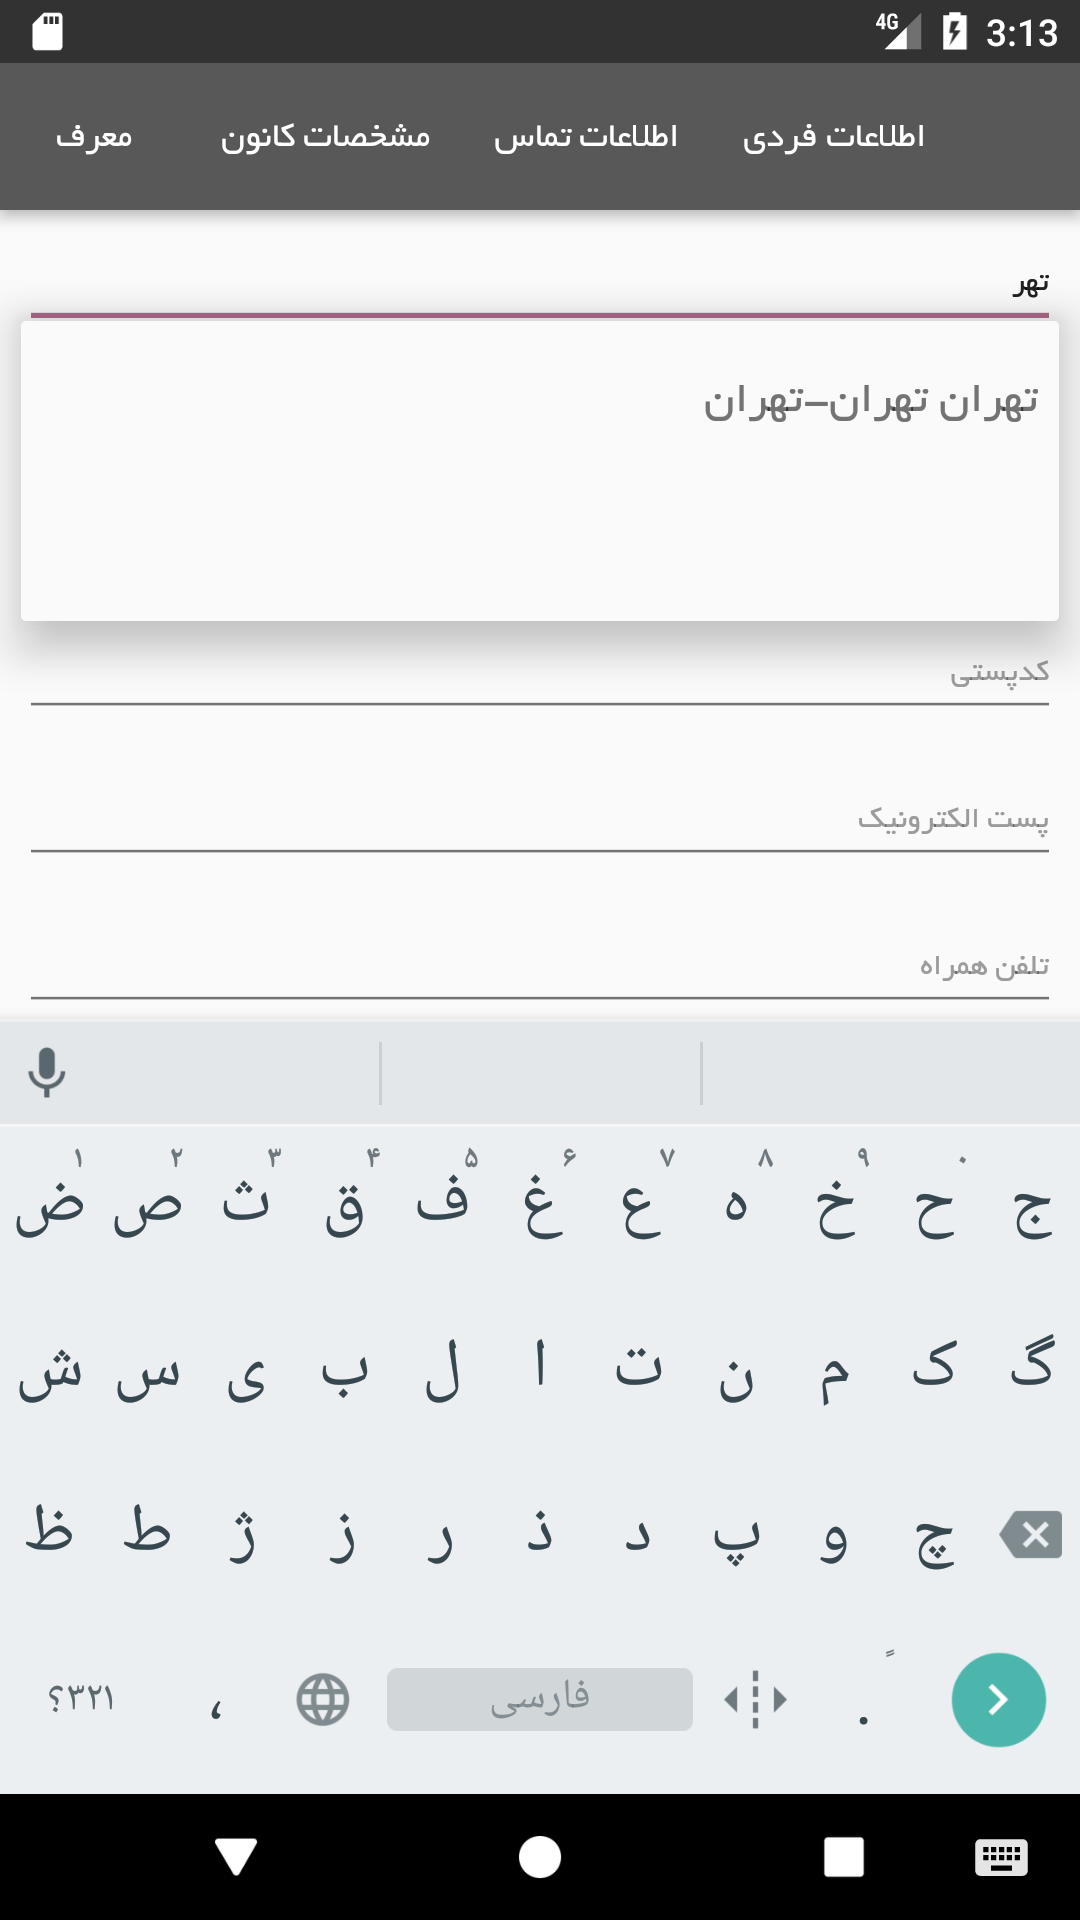 4G 3:13
اطلاعات فردی اطلاعات تماس مشخصات کانون معرف
تهر
تهران تهران-تهران
کدپستی
پست الکترونیک
تلفن همراه
۱ ۲ ۳ ۴ ۵ ۶ ۷ ۸ ۹ ۰
ض ص ث ق ف غ ع ه خ ح ج
ش س ی ب ل ا ت ن م ک گ
ظ ط ژ ز ر ذ د پ و چ
۳۲۱؟ ، فارسی . ً